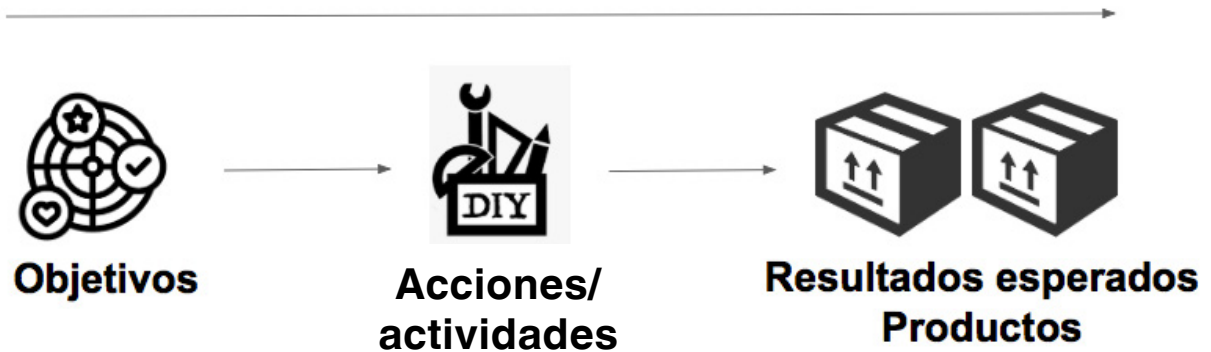 DIY
Objetivos
Acciones/
actividades
Resultados esperados
Productos